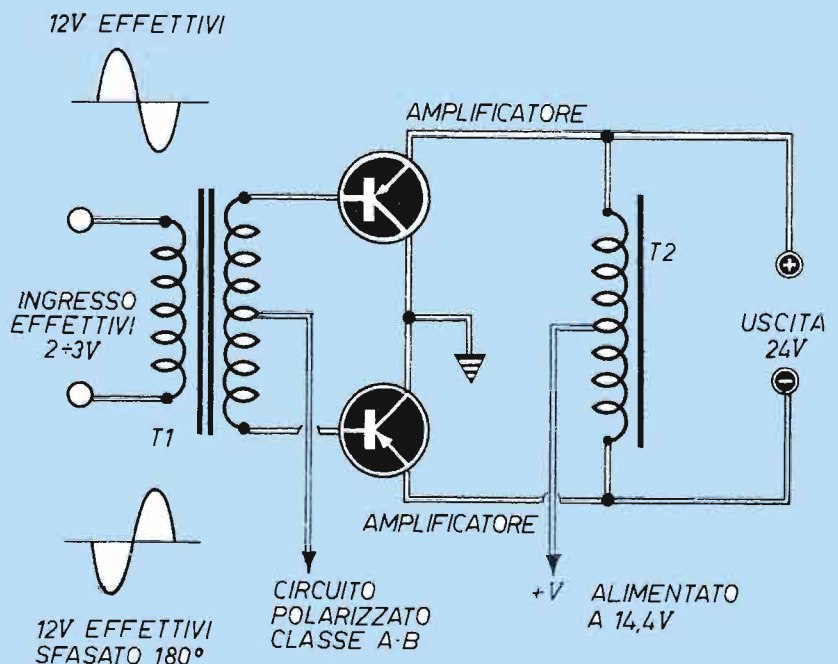 12V EFFETTIVI
AMPLIFICATORE
INGRESSO
EFFETTIVI
2÷3V
T1
T2
+
USCITA
24V
-
AMPLIFICATORE
12V EFFETTIVI
SFASATO 180°
CIRCUITO
POLARIZZATO
CLASSE A-B
+V
ALIMENTATO
A 14,4V